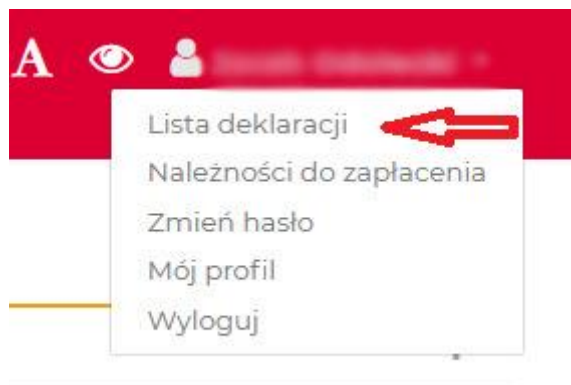 A
Lista deklaracji
Należności do zapłacenia
Zmień hasło
Mój profil
Wyloguj